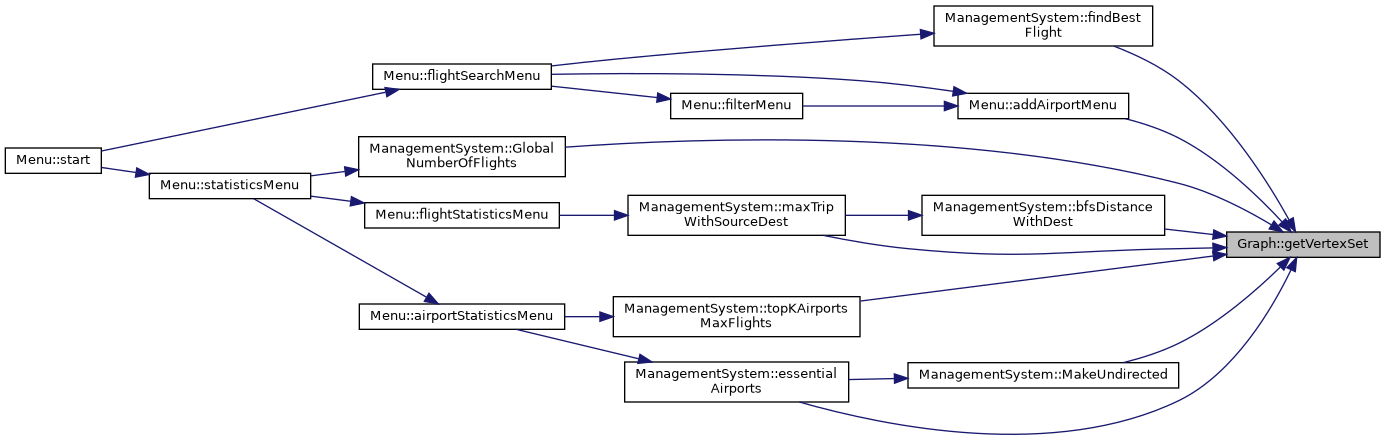 ManagementSystem::findBest
Flight
Menu::flightSearchMenu
Menu::filterMenu
Menu::addAirportMenu
Menu::start
ManagementSystem::Global
NumberOfFlights
Menu::statisticsMenu
Menu::flightStatisticsMenu
ManagementSystem::maxTrip
WithSourceDest
ManagementSystem::bfsDistance
WithDest
Graph::getVertexSet
Menu::airportStatisticsMenu
ManagementSystem::topKAirports
MaxFlights
ManagementSystem::essential
Airports
ManagementSystem::MakeUndirected